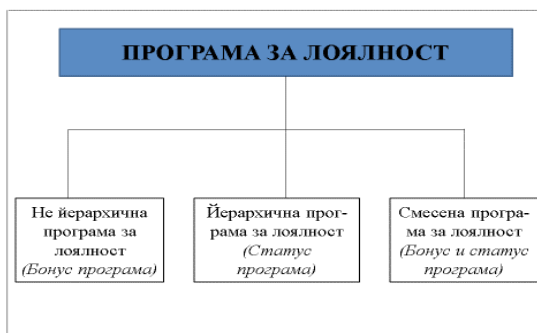 ПРОГРАМА ЗА ЛОЯЛНОСТ
Не йерархична
програма за
лоялност
(Бонус програма)
Йерархична прог-
рама за лоялност
(Статус
програма)
Смесена програ-
ма за лоялност
(Бонус и статус
програма)